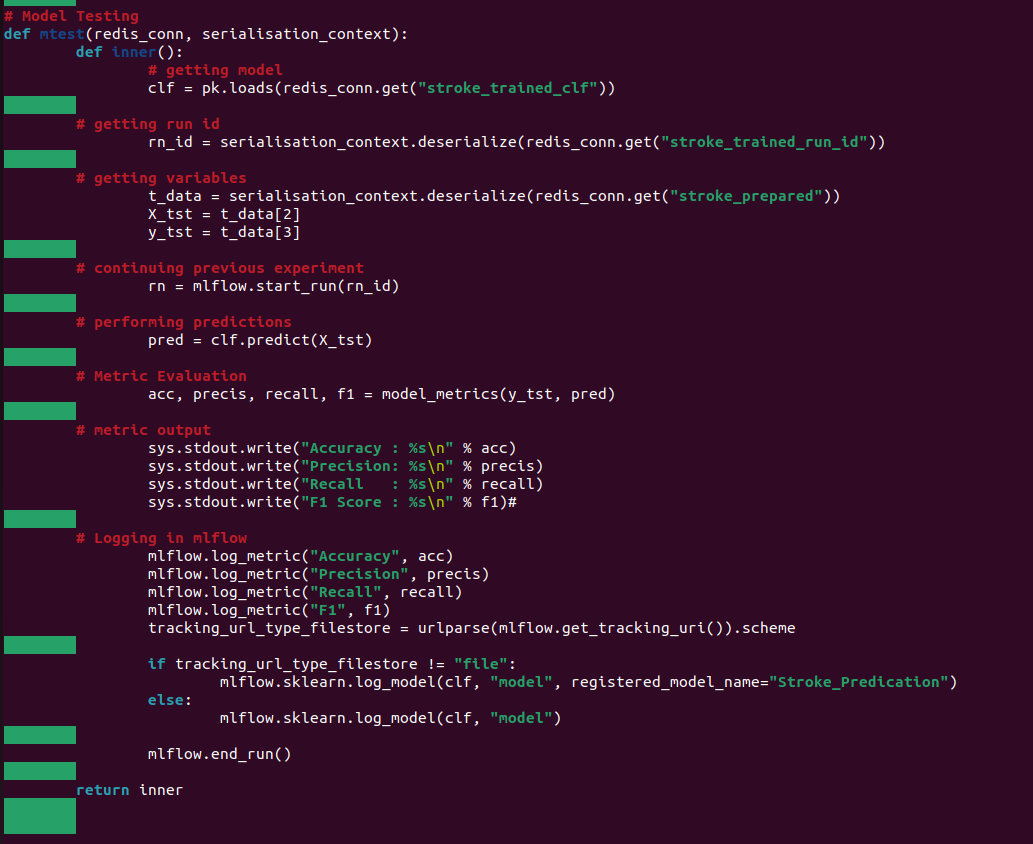 # Model Testing
def mtest(redis_conn, serialisation_context):
        def inner():
                # getting model
                clf = pk.loads(redis_conn.get("stroke_trained_clf"))
        # getting run id
                rn_id = serialisation_context.deserialize(redis_conn.get("stroke_trained_run_id"))
        # getting variables
                t_data = serialisation_context.deserialize(redis_conn.get("stroke_prepared"))
                X_tst = t_data[2]
                y_tst = t_data[3]
        # continuing previous experiment
                rn = mlflow.start_run(rn_id)
        # performing predictions
                pred = clf.predict(X_tst)
        # Metric Evaluation
                acc, precis, recall, f1 = model_metrics(y_tst, pred)
        # metric output
                sys.stdout.write("Accuracy : %s\n" % acc)
                sys.stdout.write("Precision: %s\n" % precis)
                sys.stdout.write("Recall   : %s\n" % recall)
                sys.stdout.write("F1 Score : %s\n" % f1)#
        # Logging in mlflow
                mlflow.log_metric("Accuracy", acc)
                mlflow.log_metric("Precision", precis)
                mlflow.log_metric("Recall", recall)
                mlflow.log_metric("F1", f1)
                tracking_url_type_filestore = urlparse(mlflow.get_tracking_uri()).scheme
                if tracking_url_type_filestore != "file":
                        mlflow.sklearn.log_model(clf, "model", registered_model_name="Stroke_Predication")
                else:
                        mlflow.sklearn.log_model(clf, "model")
                mlflow.end_run()
        return inner